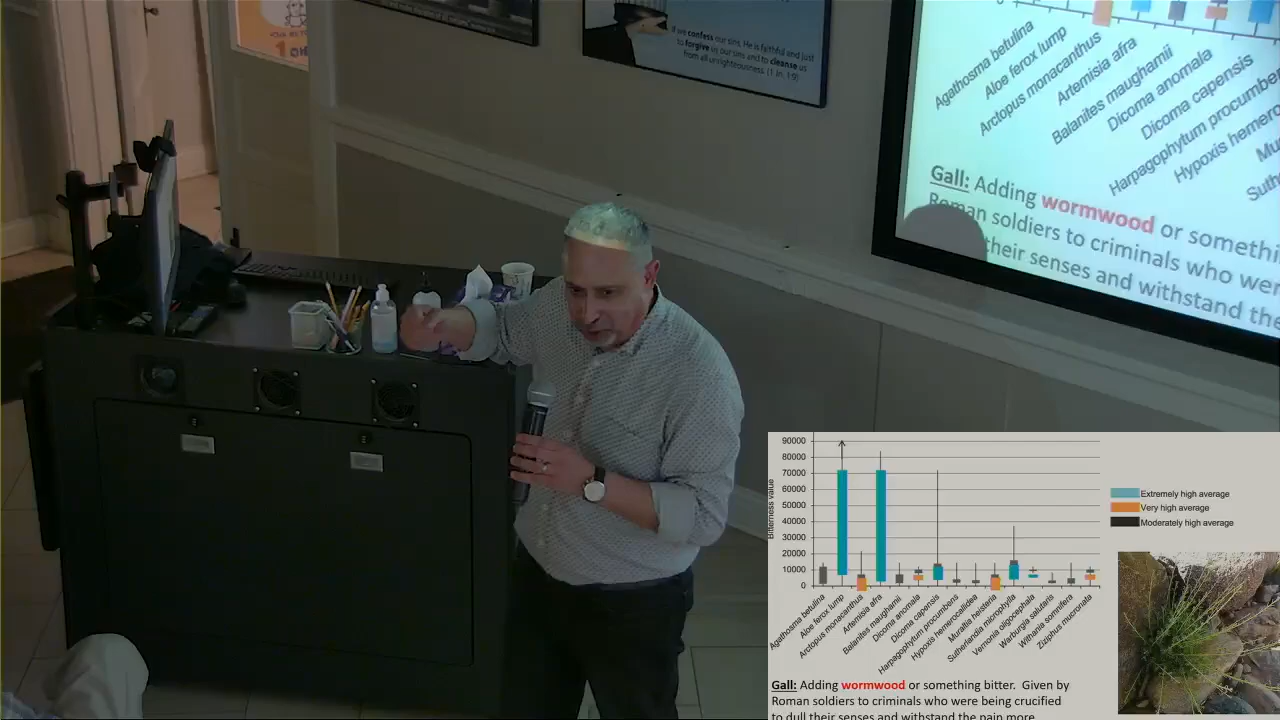 If we confess our sins, He is faithful and just
to forgive us our sins and to cleanse us
from all unrighteousness. (1 Jn. 1:9)
Agathosma betulina
Aloe ferox lump
Arctopus monacanthus
Artemisia afra
Balanites maughamii
Dicoma anomala
Dicoma capensis
Harpagophytum procumben
Hypoxis hemeroc
Gall: Adding wormwood or somethi
Roman soldiers to criminals who wer
their senses and withstand the
90000
80000
70000
60000
50000
40000
30000
20000
10000
0
Bitterness value
Agathosma betulina
Aloe ferox lump
Arctopus monacanthus
Artemisia afra
Balanites maughamii
Dicoma anomala
Dicoma capensis
Harpagophytum procumbens
Hypoxis hemerocallidea
Muraltia heisteria
Sutherlandia microphylla
Vernonia oligocephala
Warburgia salutaris
Withania somnifera
Ziziphus mucronata
Extremely high average
Very high average
Moderately high average
Gall: Adding wormwood or something bitter. Given by
Roman soldiers to criminals who were being crucified
to dull their senses and withstand the pain more